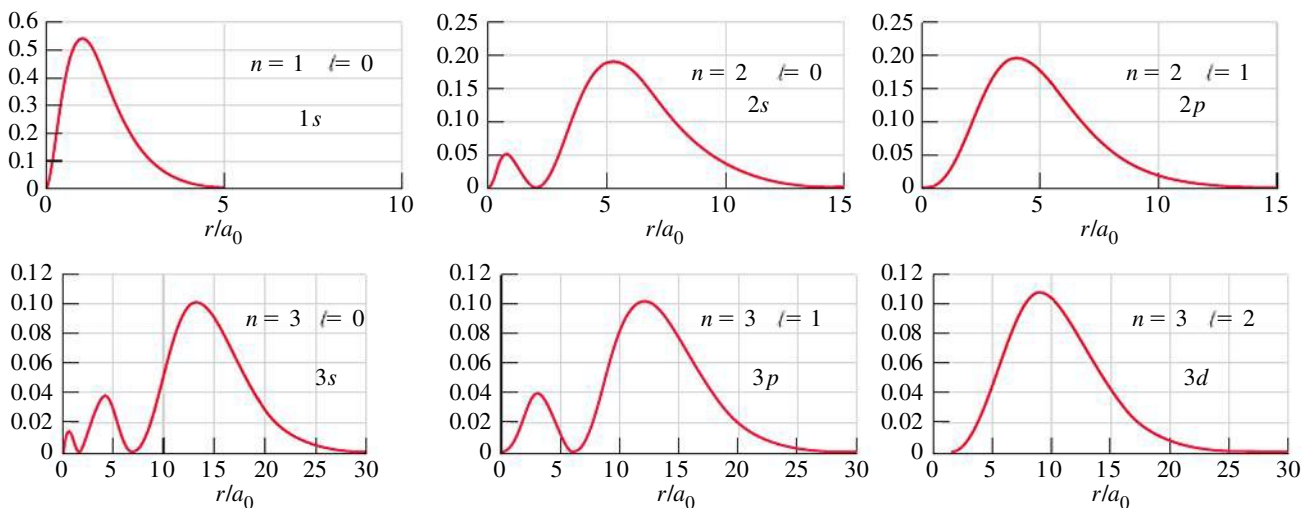 0.6
0.5
0.4
0.3
0.2
0.1
0
n = 1 ℓ = 0
1s
0 5 10
r/a₀
0.25
0.20
0.15
0.10
0.05
0
n = 2 ℓ = 0
2s
0 5 10 15
r/a₀
0.25
0.20
0.15
0.10
0.05
0
n = 2 ℓ = 1
2p
0 5 10 15
r/a₀
0.12
0.10
0.08
0.06
0.04
0.02
0
n = 3 ℓ = 0
3s
0 5 10 15 20 25 30
r/a₀
0.12
0.10
0.08
0.06
0.04
0.02
0
n = 3 ℓ = 1
3p
0 5 10 15 20 25 30
r/a₀
0.12
0.10
0.08
0.06
0.04
0.02
0
n = 3 ℓ = 2
3d
0 5 10 15 20 25 30
r/a₀